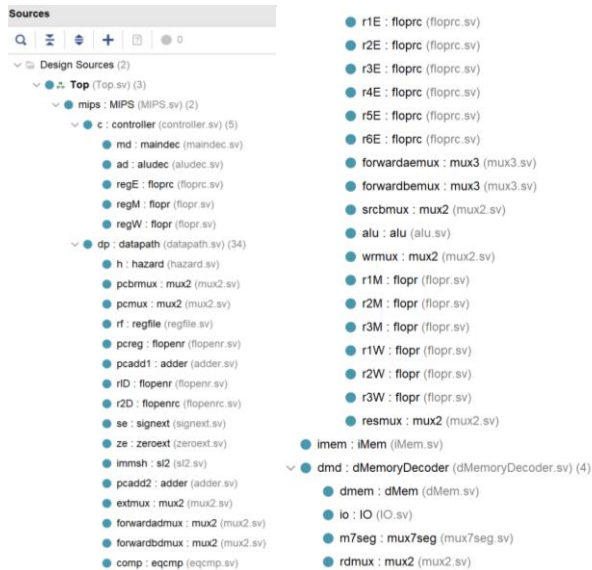 Sources
0
Design Sources (2)
Top (Top.sv) (3)
mips : MIPS (MIPS.sv) (2)
c : controller (controller.sv) (5)
md : maindec (maindec.sv)
ad : aludec (aludec.sv)
regE : floprc (floprc.sv)
regM : flopr (flopr.sv)
regW : flopr (flopr.sv)
dp : datapath (datapath.sv) (34)
h : hazard (hazard.sv)
pcbrmux : mux2 (mux2.sv)
pcmux : mux2 (mux2.sv)
rf : regfile (regfile.sv)
pcreg : flopenr (flopenr.sv)
pcadd1 : adder (adder.sv)
rID : flopenr (flopenr.sv)
r2D : flopenrc (flopenrc.sv)
se : signext (signext.sv)
ze : zeroext (zeroext.sv)
immsh : sl2 (sl2.sv)
pcadd2 : adder (adder.sv)
extmux : mux2 (mux2.sv)
forwardadmux : mux2 (mux2.sv)
forwardbdmux : mux2 (mux2.sv)
comp : eqcmp (eqcmp.sv)
r1E : floprc (floprc.sv)
r2E : floprc (floprc.sv)
r3E : floprc (floprc.sv)
r4E : floprc (floprc.sv)
r5E : floprc (floprc.sv)
r6E : floprc (floprc.sv)
forwardaemux : mux3 (mux3.sv)
forwardbemux : mux3 (mux3.sv)
srcbmux : mux2 (mux2.sv)
alu : alu (alu.sv)
wrmux : mux2 (mux2.sv)
r1M : flopr (flopr.sv)
r2M : flopr (flopr.sv)
r3M : flopr (flopr.sv)
r1W : flopr (flopr.sv)
r2W : flopr (flopr.sv)
r3W : flopr (flopr.sv)
resmux : mux2 (mux2.sv)
imem : iMem (iMem.sv)
dmd : dMemoryDecoder (dMemoryDecoder.sv) (4)
dmem : dMem (dMem.sv)
io : IO (IO.sv)
m7seg : mux7seg (mux7seg.sv)
rdmux : mux2 (mux2.sv)